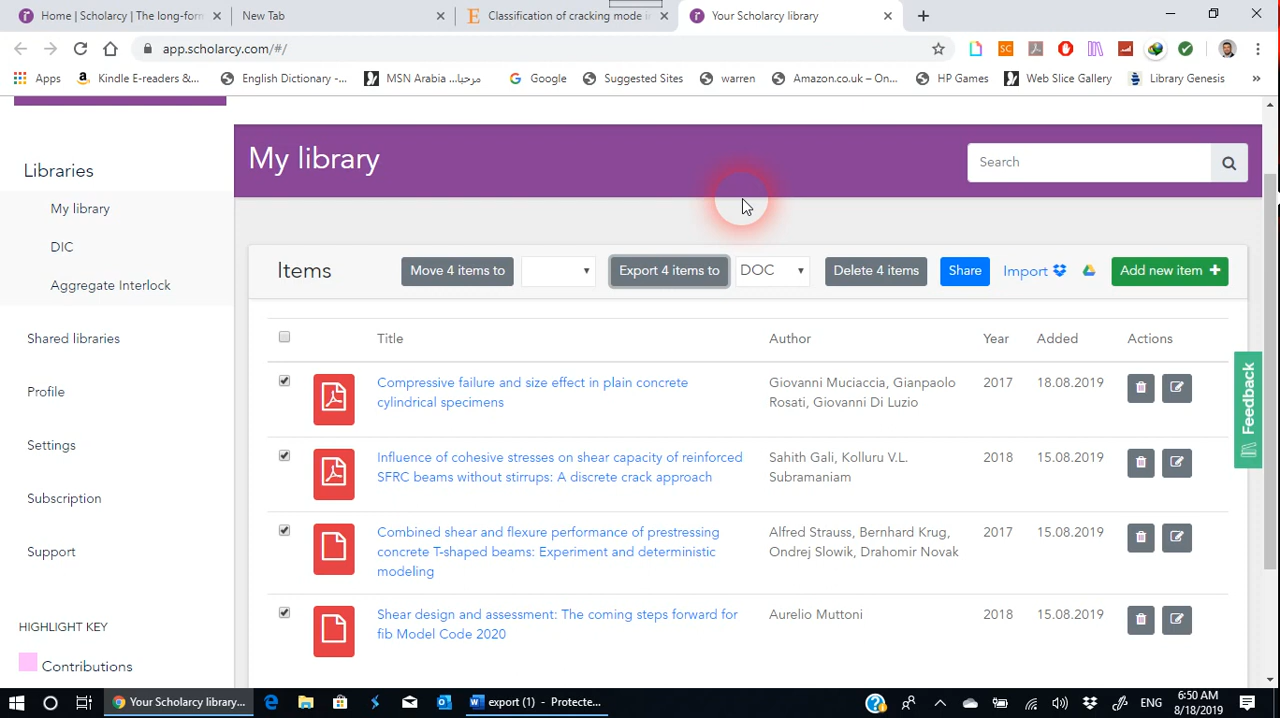 Home | Scholarcy | The long-for
New Tab
Classification of cracking mode i
Your Scholarcy library
app.scholarcy.com/#/
Apps
Kindle E-readers &...
English Dictionary -...
MSN Arabia مرحبا...
Google
Suggested Sites
warren
Amazon.co.uk – On...
HP Games
Web Slice Gallery
Library Genesis
»
My library
Search
Libraries
My library
DIC
Aggregate Interlock
Shared libraries
Profile
Settings
Subscription
Support
HIGHLIGHT KEY
Contributions
Items
Move 4 items to
Export 4 items to
DOC
Delete 4 items
Share
Import
Add new item +
Title
Author
Year
Added
Actions
Compressive failure and size effect in plain concrete
cylindrical specimens
Giovanni Muciaccia, Gianpaolo
Rosati, Giovanni Di Luzio
2017
18.08.2019
Influence of cohesive stresses on shear capacity of reinforced
SFRC beams without stirrups: A discrete crack approach
Sahith Gali, Kolluru V.L.
Subramaniam
2018
15.08.2019
Combined shear and flexure performance of prestressing
concrete T-shaped beams: Experiment and deterministic
modeling
Alfred Strauss, Bernhard Krug,
Ondrej Slowik, Drahomir Novak
2017
15.08.2019
Shear design and assessment: The coming steps forward for
fib Model Code 2020
Aurelio Muttoni
2018
15.08.2019
Feedback
Your Scholarcy library...
export (1) - Protecte...
ENG
6:50 AM
8/18/2019